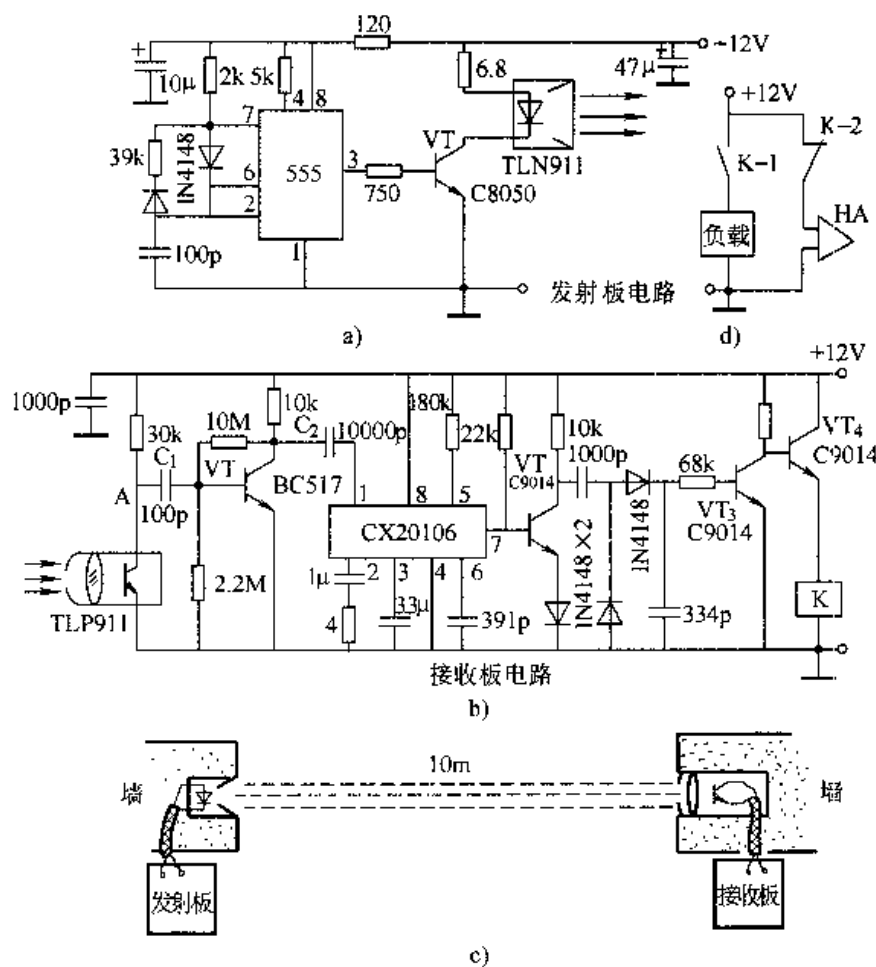 120
-12V
10μ
2k
5k
6.8
47μ
4
8
7
39k
1N4148
6
2
555
3
750
VT
C8050
TLN911
100p
1
发射板电路
a)
+12V
K-1
K-2
负载
HA
d)
+12V
1000p
30k
10M
10k
C2
10000p
180k
22k
10k
1000p
C1
A
100p
VT
BC517
VT
C9014
1N4148
68k
VT3
C9014
VT4
C9014
1
8
5
CX20106
7
2
3
4
6
TLP911
2.2M
1μ
4
33μ
391p
1N4148×2
334p
K
接收板电路
b)
墙
10m
墙
发射板
接收板
c)